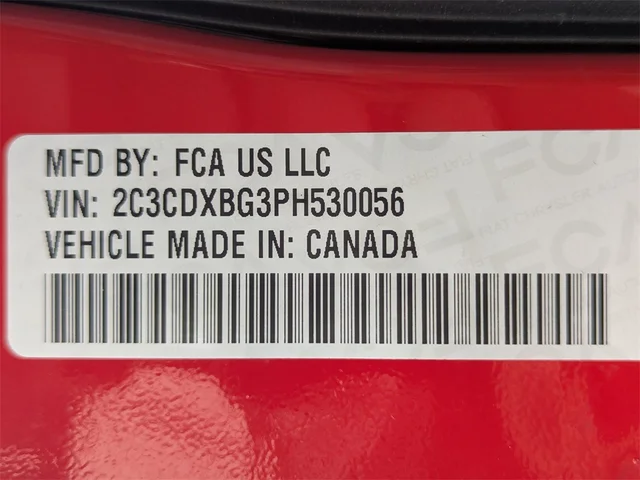 MFD BY: FCA US LLC
VIN: 2C3CDXBG3PH530056
VEHICLE MADE IN: CANADA